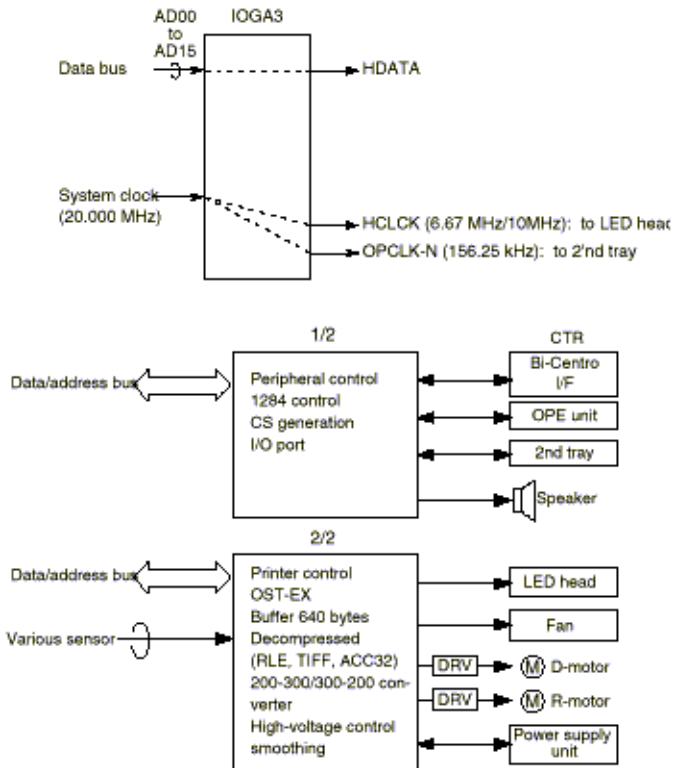 AD00
to
AD15
IOGA3
Data bus
HDATA
System clock
(20.000 MHz)
HCLCK (6.67 MHz/10MHz): to LED head
OPCLK-N (156.25 kHz): to 2'nd tray
1/2
CTR
Data/address bus
Peripheral control
1284 control
CS generation
I/O port
Bi-Centro
I/F
OPE unit
2nd tray
Speaker
2/2
Data/address bus
Various sensor
Printer control
OST-EX
Buffer 640 bytes
Decompressed
(RLE, TIFF, ACC32)
200-300/300-200 con-
verter
High-voltage control
smoothing
LED head
Fan
DRV
M
D-motor
DRV
M
R-motor
Power supply
unit